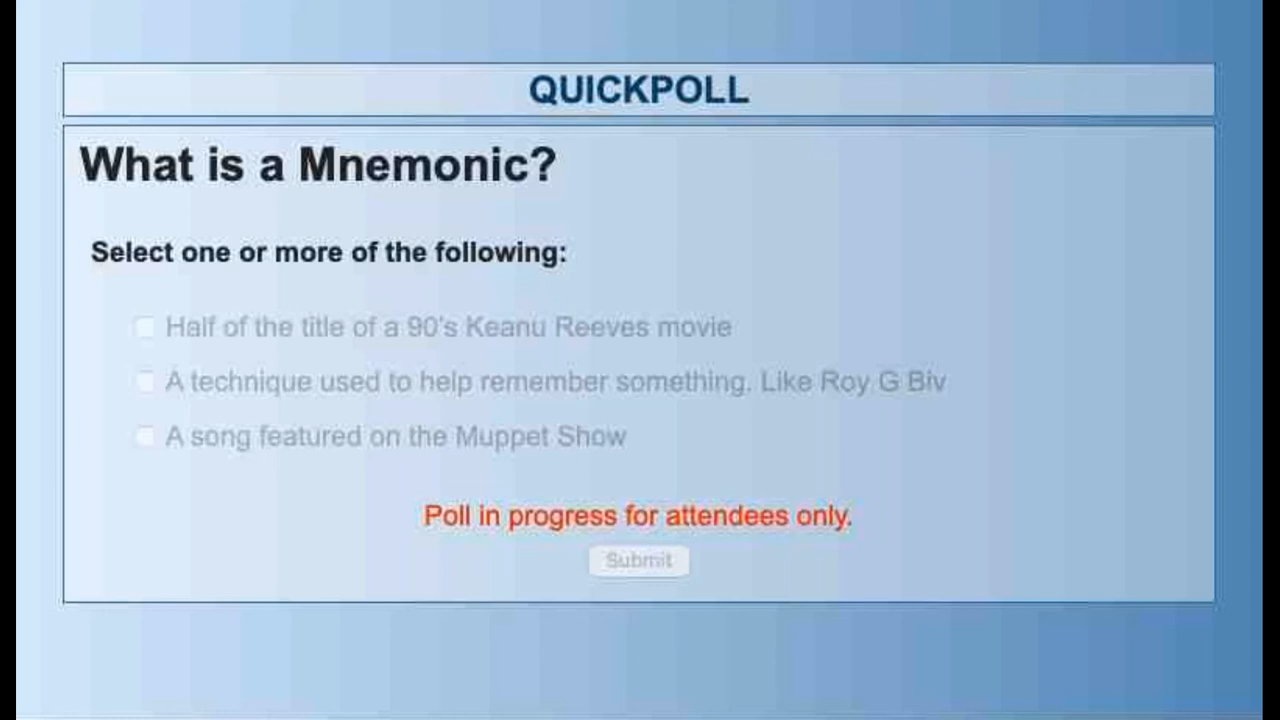 QUICKPOLL
What is a Mnemonic?
Select one or more of the following:
Half of the title of a 90's Keanu Reeves movie
A technique used to help remember something. Like Roy G Biv
A song featured on the Muppet Show
Poll in progress for attendees only.
Submit